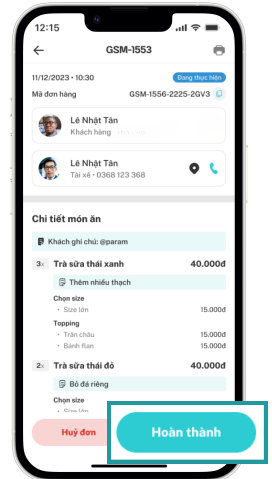 12:15
GSM-1553
11/12/2023 • 10:30
Đang thực hiện
Mã đơn hàng
GSM-1556-2225-2GV3
Lê Nhật Tân
Khách hàng
Lê Nhật Tân
Tài xế • 0368 123 368
Chi tiết món ăn
Khách ghi chú: @param
3x Trà sữa thái xanh 40.000đ
Thêm nhiều thạch
Chọn size
• Size lớn 15.000đ
Topping
• Trân châu 15.000đ
• Bánh flan 15.000đ
2x Trà sữa thái đỏ 40.000đ
Bỏ đá riêng
Chọn size
• Size lớn
Huỷ đơn
Hoàn thành